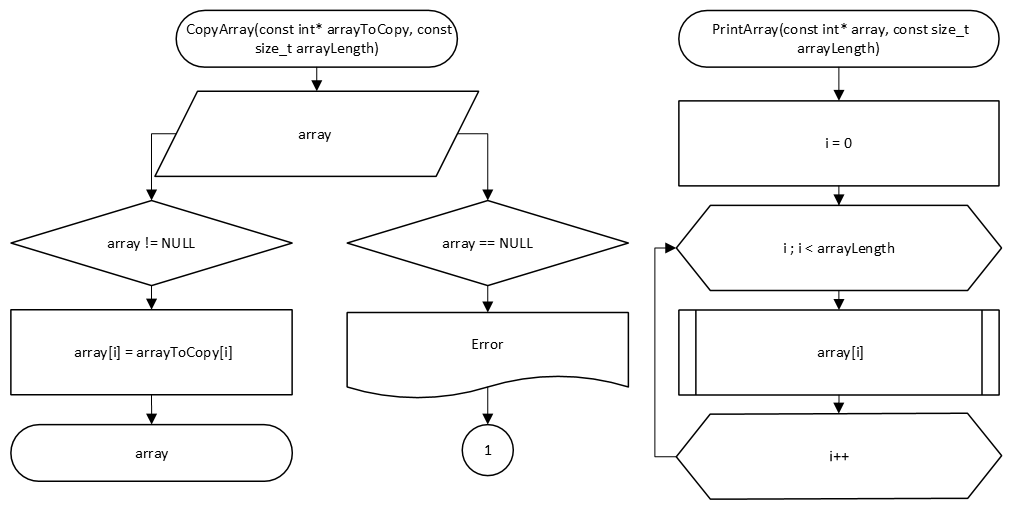 CopyArray(const int* arrayToCopy, const
size_t arrayLength)
array
array != NULL
array == NULL
array[i] = arrayToCopy[i]
Error
array
1
PrintArray(const int* array, const size_t
arrayLength)
i = 0
i ; i < arrayLength
array[i]
i++